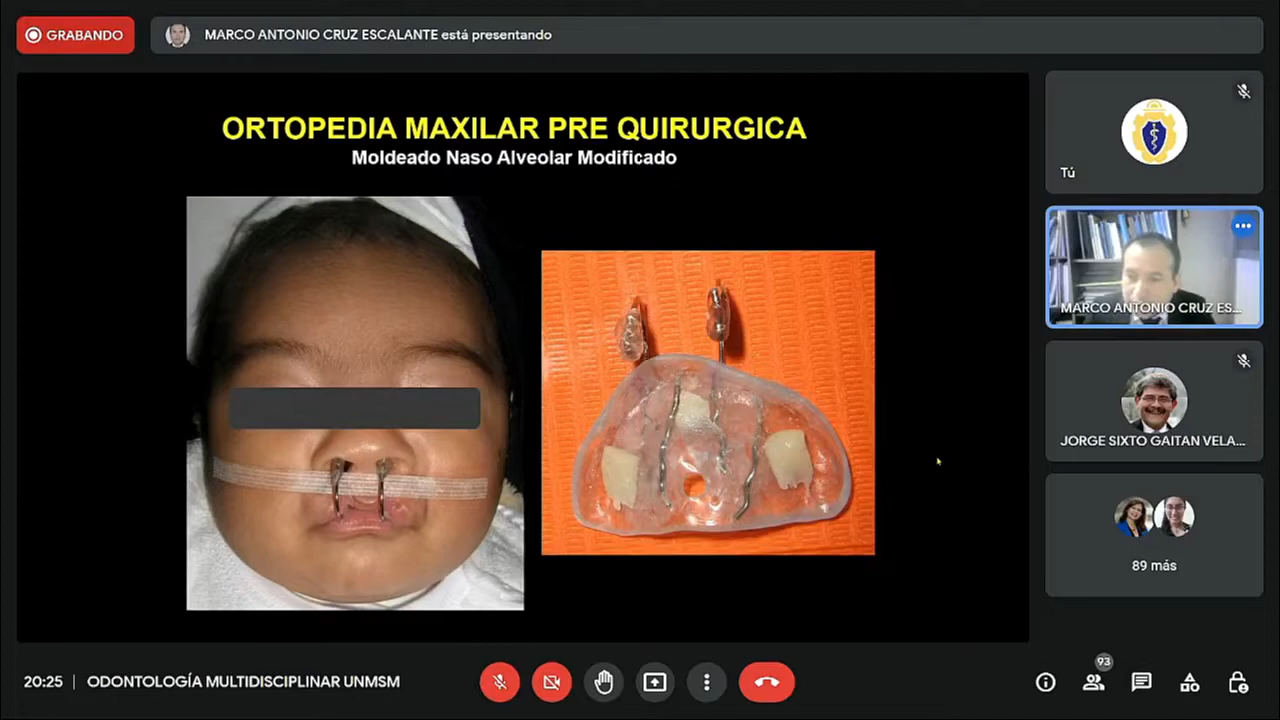 GRABANDO
MARCO ANTONIO CRUZ ESCALANTE está presentando
ORTOPEDIA MAXILAR PRE QUIRURGICA
Moldeado Naso Alveolar Modificado
Tú
MARCO ANTONIO CRUZ ES...
JORGE SIXTO GAITAN VELA...
89 más
20:25 | ODONTOLOGÍA MULTIDISCIPLINAR UNMSM
93